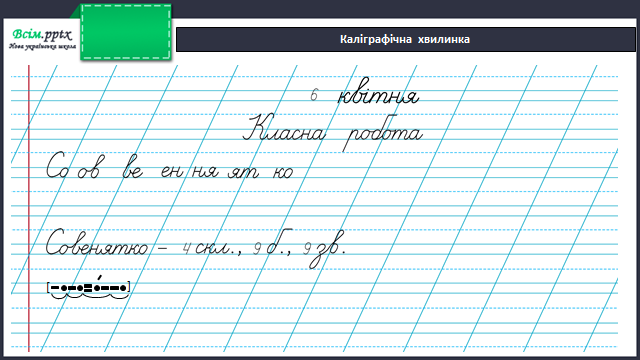 Всім.pptx
Нова українська школа
Каліграфічна хвилинка
6 квітня
Класна робота
Со ов ве ен ня ят ко
Совенятко – 4 скл., 9 б., 9 зв.
[–●–●=●––●]